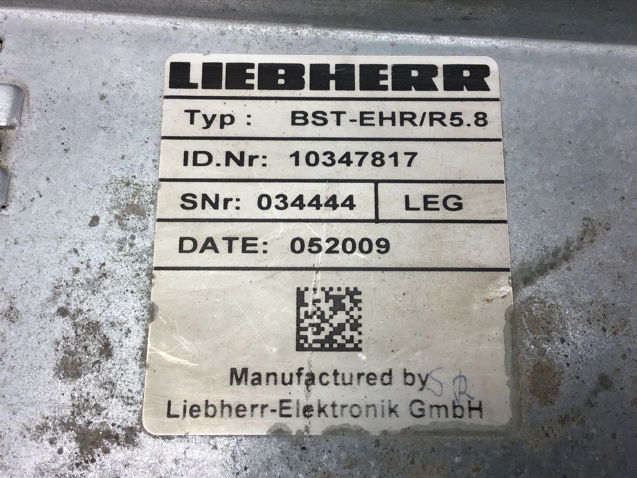 LIEBHERR
Typ : BST-EHR/R5.8
ID.Nr: 10347817
SNr: 034444 LEG
DATE: 052009
Manufactured by
Liebherr-Elektronik GmbH